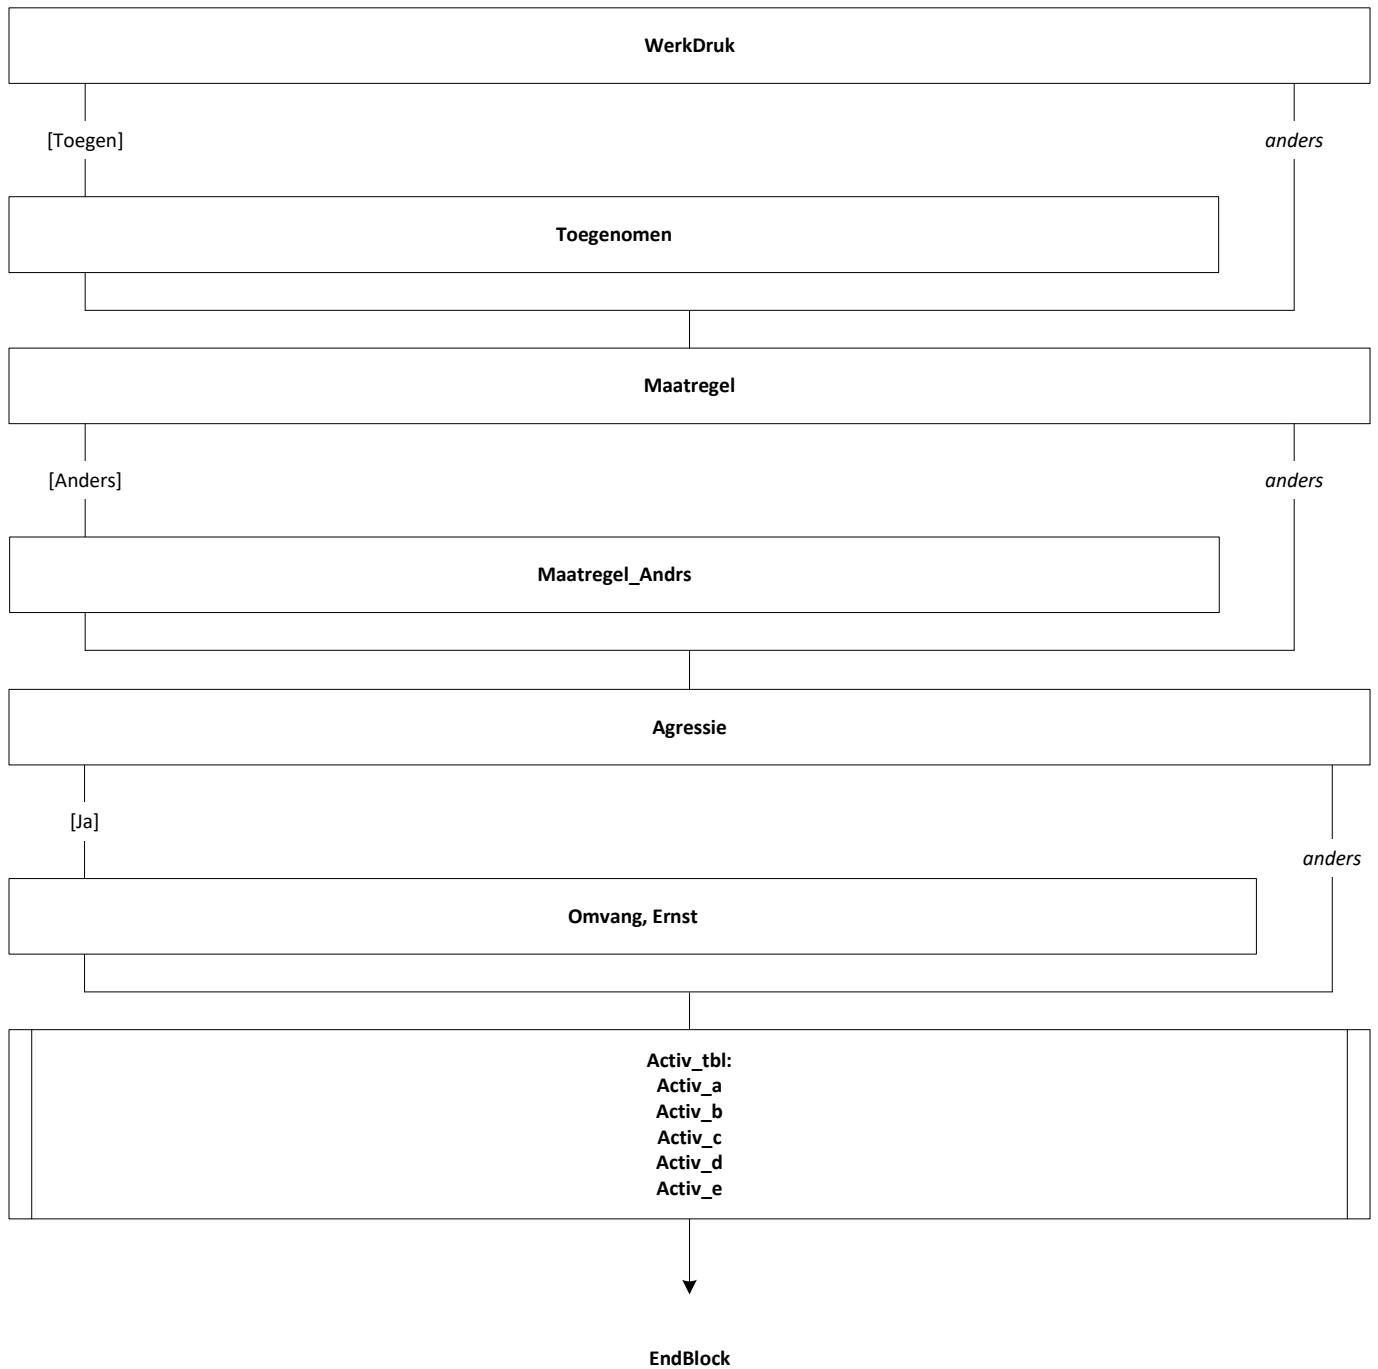 WerkDruk
[Toegen]
anders
Toegenomen
Maatregel
[Anders]
anders
Maatregel_Andrs
Agressie
[Ja]
anders
Omvang, Ernst
Activ_tbl:
Activ_a
Activ_b
Activ_c
Activ_d
Activ_e
EndBlock